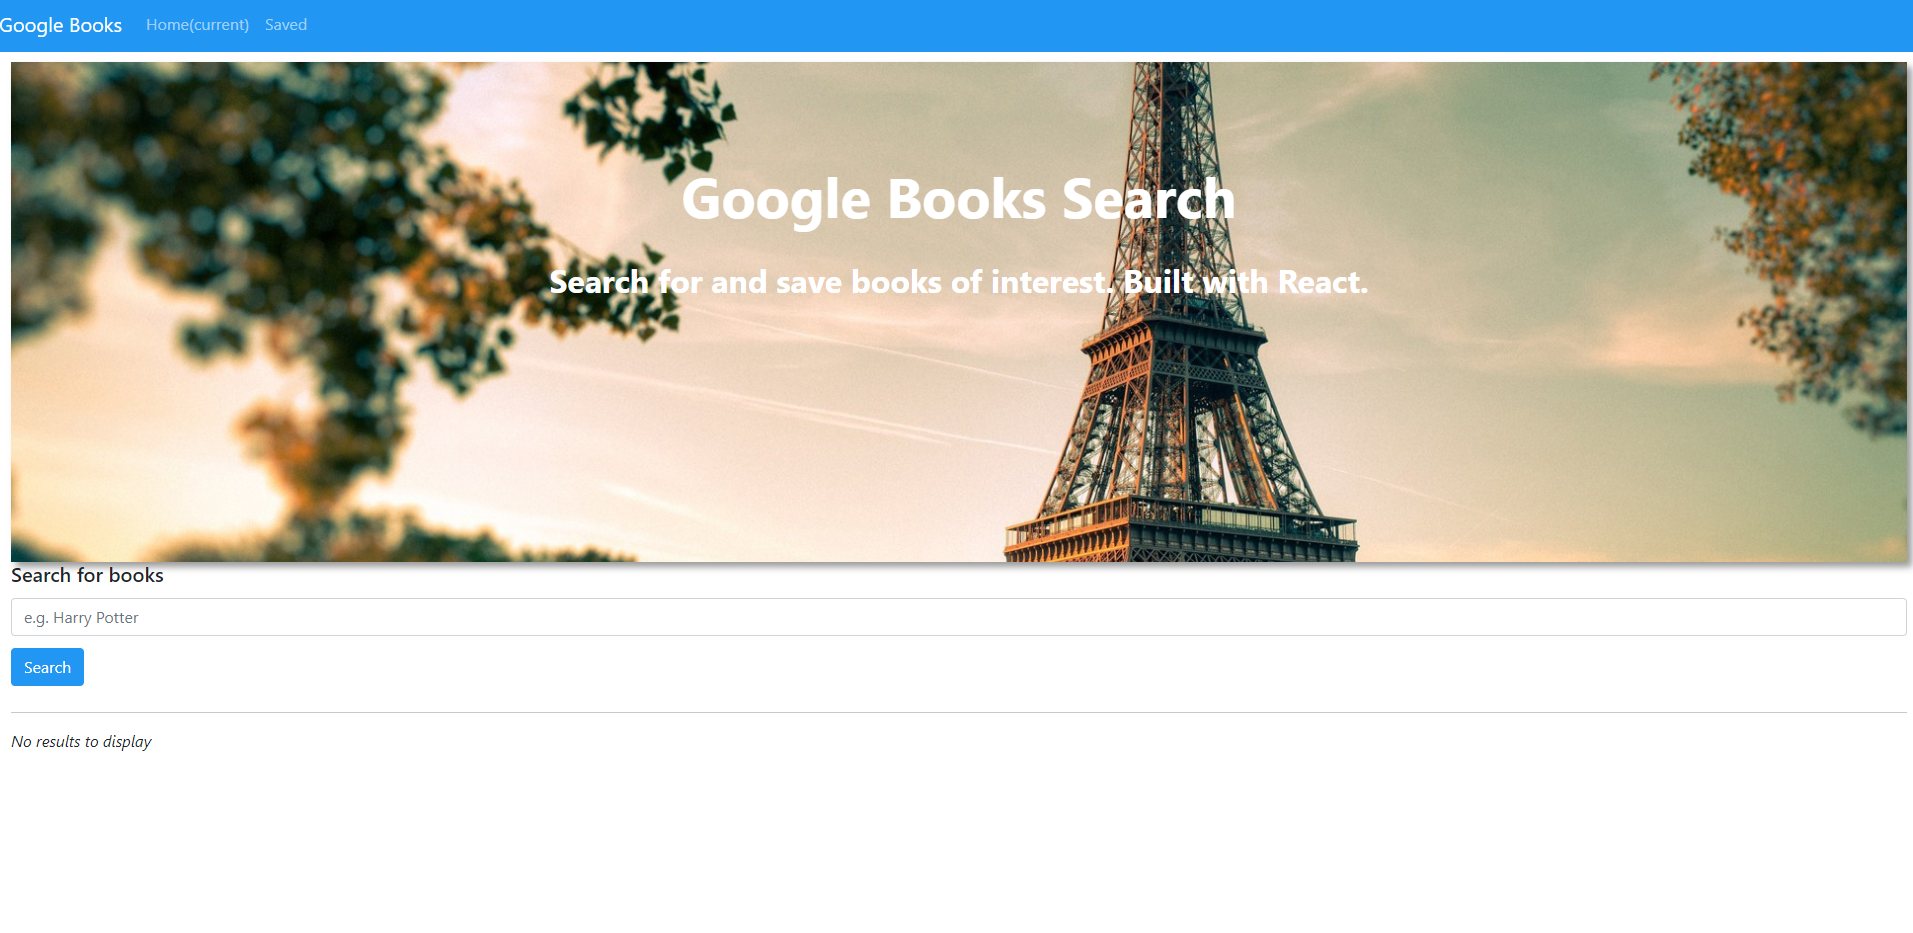 Google Books Home(current) Saved
Google Books Search
Search for and save books of interest. Built with React.
Search for books
e.g. Harry Potter
Search
No results to display